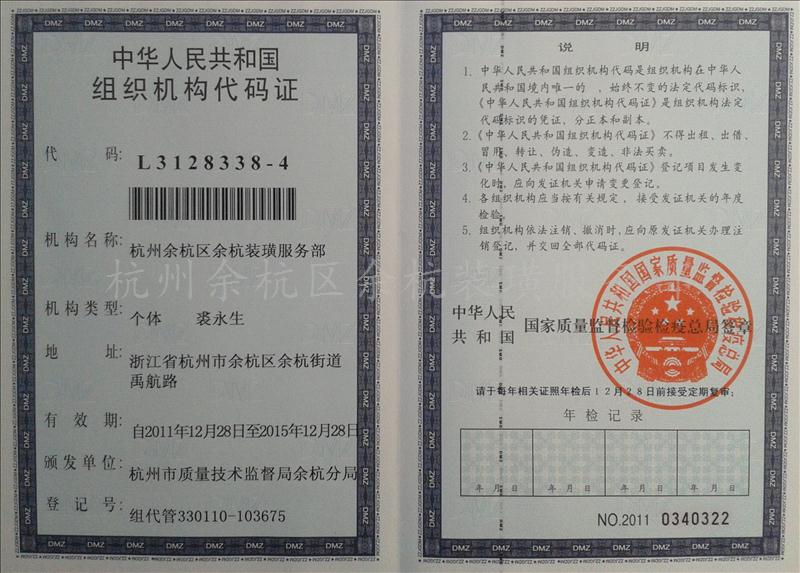 中华人民共和国
组织机构代码证
代 码: L3128338-4
机构名称: 杭州余杭区余杭装璜服务部
机构类型: 个体 裘永生
地 址: 浙江省杭州市余杭区余杭街道
禹航路
有 效 期: 自2011年12月28日至2015年12月28日
颁发单位: 杭州市质量技术监督局余杭分局
登 记 号: 组代管330110-103675
说 明
1. 中华人民共和国组织机构代码是组织机构在中华人
民共和国境内唯一的、始终不变的法定代码标识,
《中华人民共和国组织机构代码证》是组织机构法定
代码标识的凭证,分正本和副本。
2.《中华人民共和国组织机构代码证》不得出租、出借、
冒用、转让、伪造、变造、非法买卖。
3.《中华人民共和国组织机构代码证》登记项目发生变
化时,应向发证机关申请变更登记。
4. 各组织机构应当按有关规定,接受发证机关的年度
检验。
5. 组织机构依法注销、撤消时,应向原发证机关办理注
销登记,并交回全部代码证。
中华人民
共和国 国家质量监督检验检疫总局签章
中华人民共和国国家质量监督检验检疫总局
请于每年相关证照年检后12月28日前接受定期复审;
年检记录
年 月 日 年 月 日 年 月 日 年 月 日
NO.2011 0340322